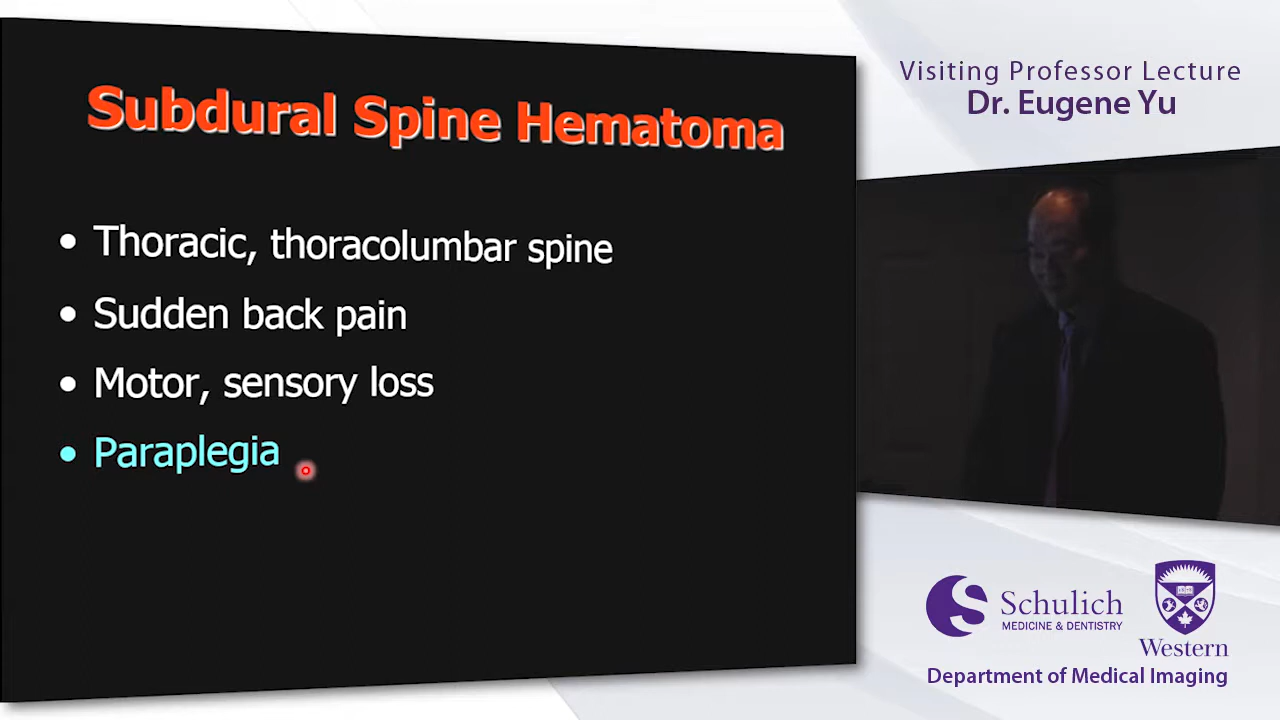 Subdural Spine Hematoma
• Thoracic, thoracolumbar spine
• Sudden back pain
• Motor, sensory loss
• Paraplegia
Visiting Professor Lecture
Dr. Eugene Yu
Schulich
MEDICINE & DENTISTRY
Western
Department of Medical Imaging